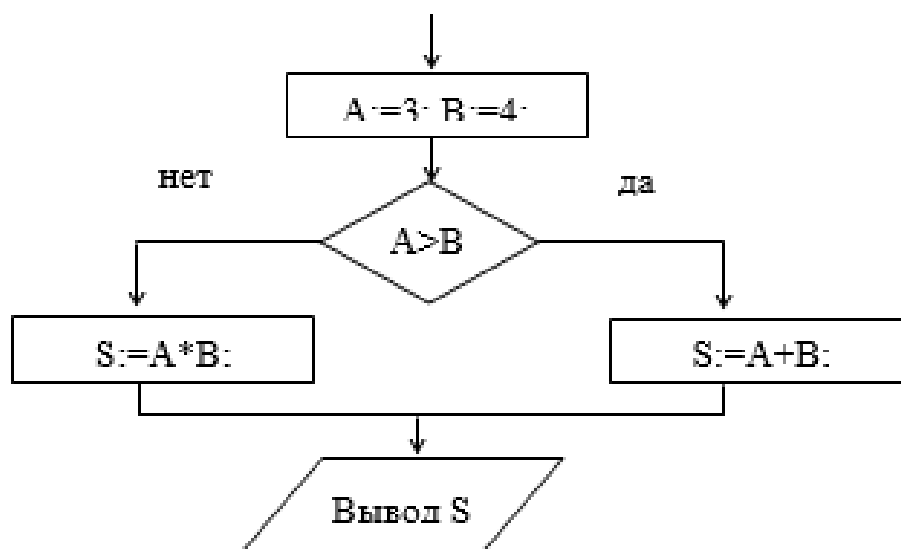 A:=3; B:=4;
нет
да
A>B
S:=A*B;
S:=A+B;
Вывод S